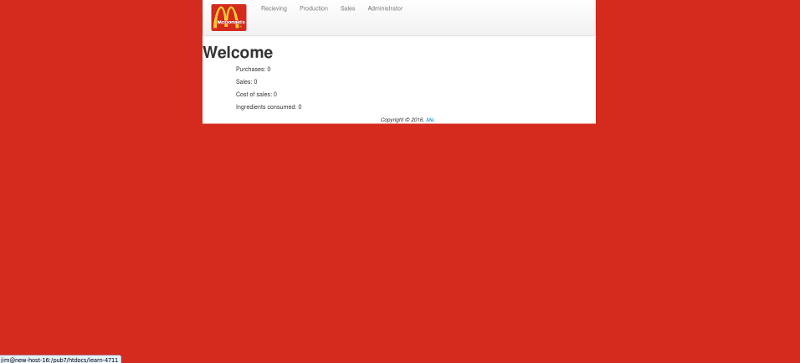 McDonald's
Recieving Production Sales Administrator
Welcome
Purchases: 0
Sales: 0
Cost of sales: 0
Ingredients consumed: 0
Copyright © 2016, Me.
jim@new-host-16:/pub7/htdocs/learn-4711